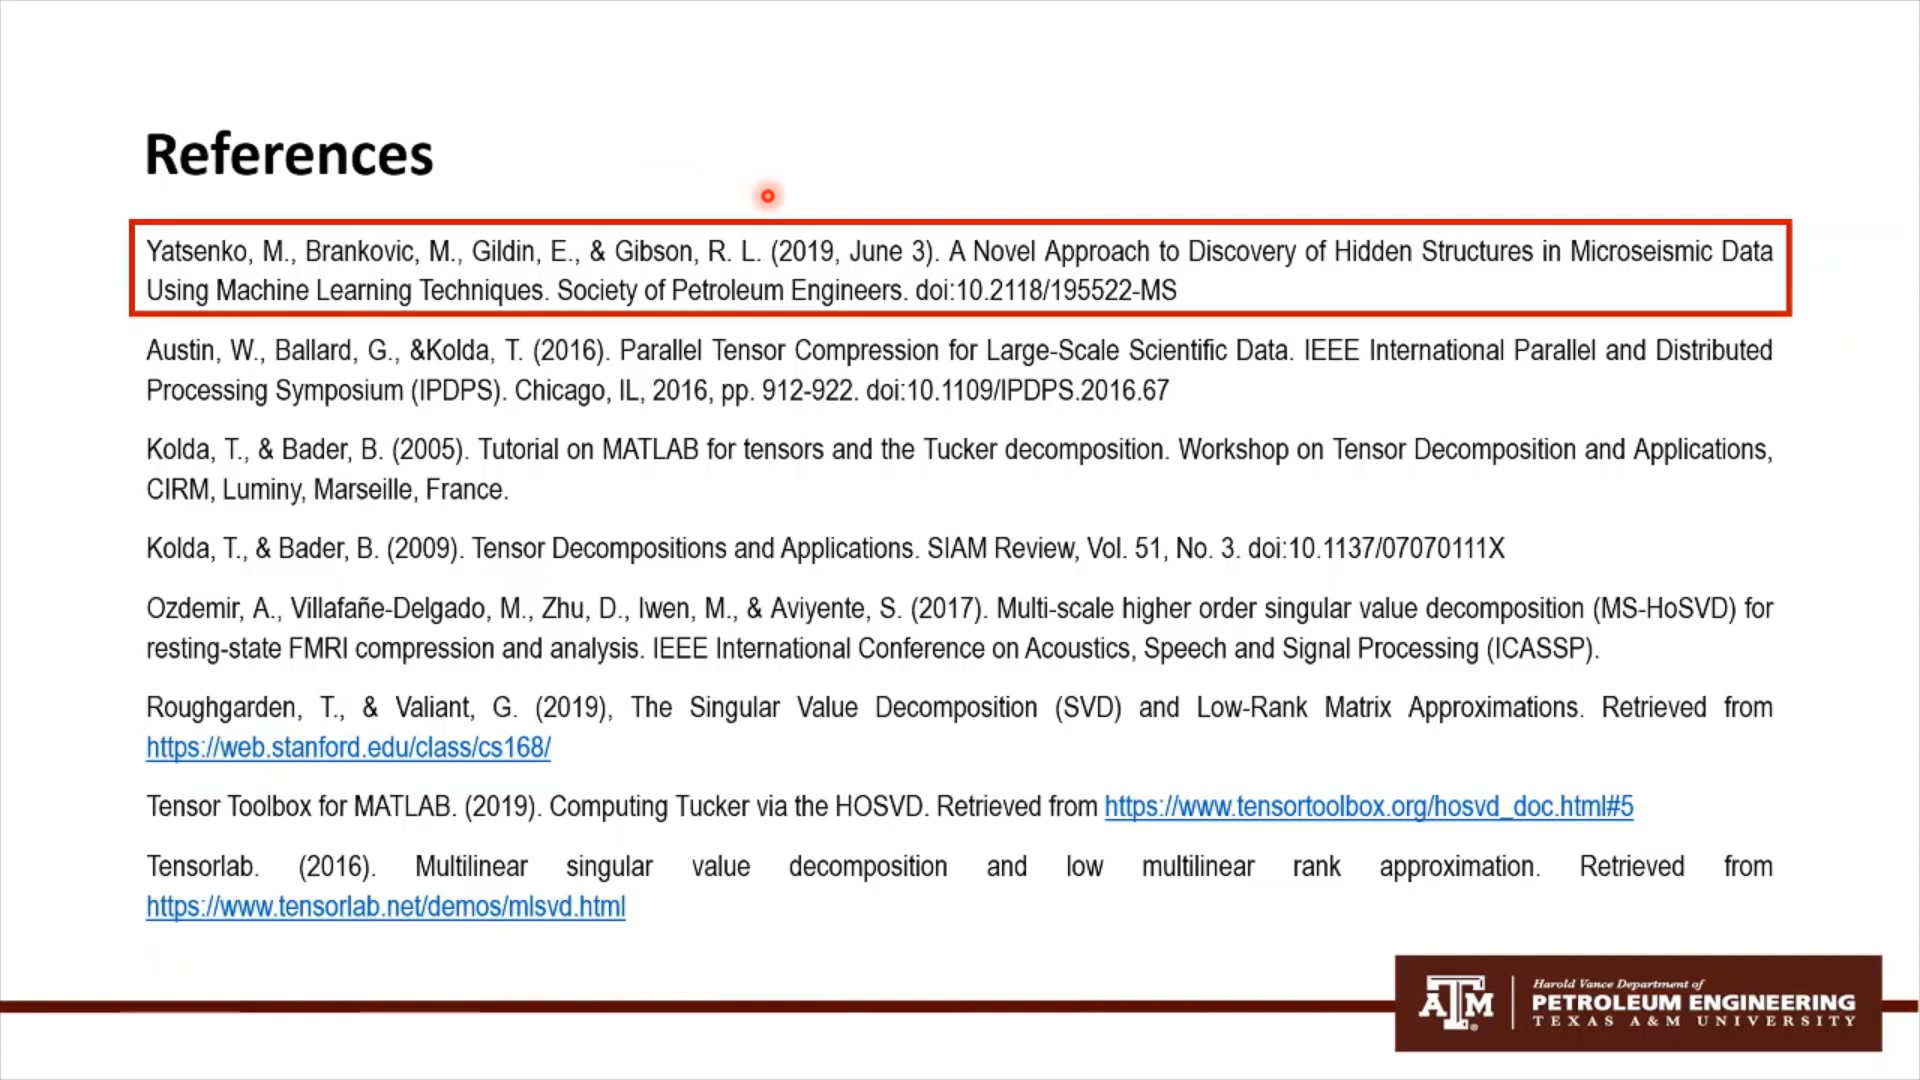 References
Yatsenko, M., Brankovic, M., Gildin, E., & Gibson, R. L. (2019, June 3). A Novel Approach to Discovery of Hidden Structures in Microseismic Data
Using Machine Learning Techniques. Society of Petroleum Engineers. doi:10.2118/195522-MS
Austin, W., Ballard, G., &Kolda, T. (2016). Parallel Tensor Compression for Large-Scale Scientific Data. IEEE International Parallel and Distributed
Processing Symposium (IPDPS). Chicago, IL, 2016, pp. 912-922. doi:10.1109/IPDPS.2016.67
Kolda, T., & Bader, B. (2005). Tutorial on MATLAB for tensors and the Tucker decomposition. Workshop on Tensor Decomposition and Applications,
CIRM, Luminy, Marseille, France.
Kolda, T., & Bader, B. (2009). Tensor Decompositions and Applications. SIAM Review, Vol. 51, No. 3. doi:10.1137/07070111X
Ozdemir, A., Villafañe-Delgado, M., Zhu, D., Iwen, M., & Aviyente, S. (2017). Multi-scale higher order singular value decomposition (MS-HoSVD) for
resting-state FMRI compression and analysis. IEEE International Conference on Acoustics, Speech and Signal Processing (ICASSP).
Roughgarden, T., & Valiant, G. (2019), The Singular Value Decomposition (SVD) and Low-Rank Matrix Approximations. Retrieved from
https://web.stanford.edu/class/cs168/
Tensor Toolbox for MATLAB. (2019). Computing Tucker via the HOSVD. Retrieved from https://www.tensortoolbox.org/hosvd_doc.html#5
Tensorlab. (2016). Multilinear singular value decomposition and low multilinear rank approximation. Retrieved from
https://www.tensorlab.net/demos/mlsvd.html
ATM®
Harold Vance Department of
PETROLEUM ENGINEERING
TEXAS A&M UNIVERSITY